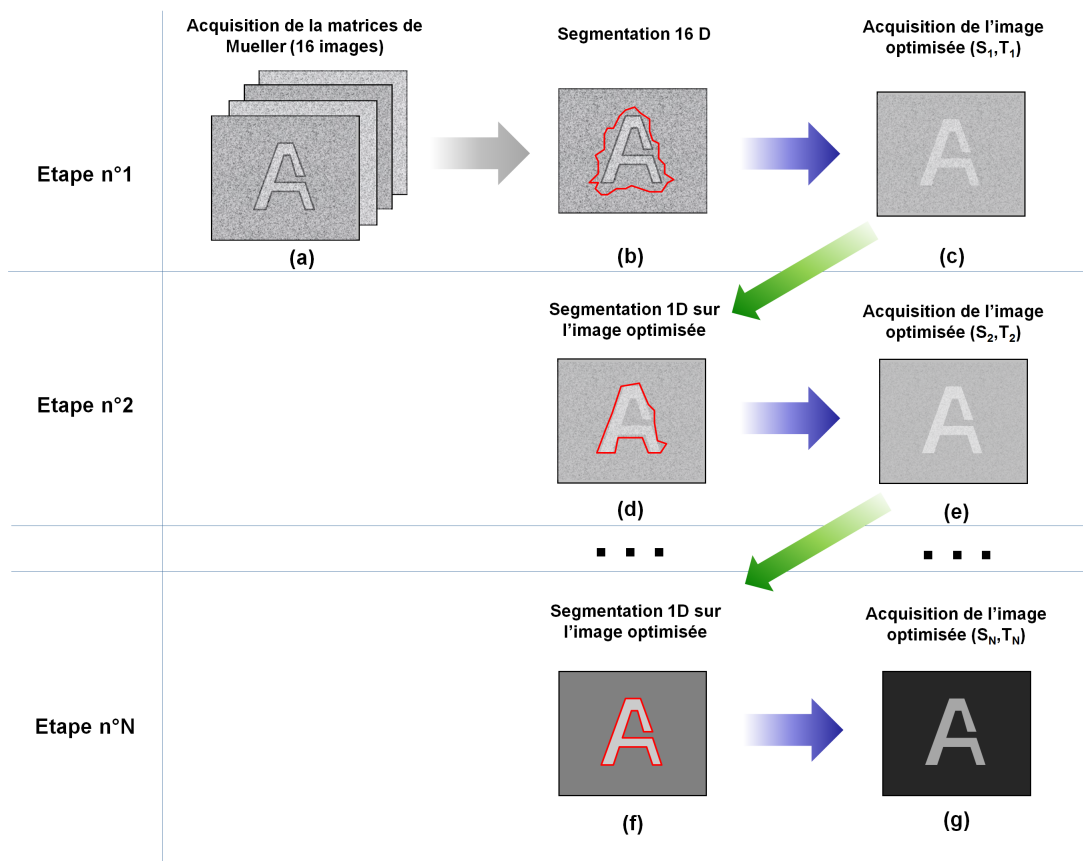 Acquisition de la matrices de
Mueller (16 images)
Segmentation 16 D
Acquisition de l'image
optimisée (S₁,T₁)
Etape n°1
(a)
(b)
(c)
Segmentation 1D sur
l'image optimisée
Acquisition de l'image
optimisée (S₂,T₂)
Etape n°2
(d)
(e)
Segmentation 1D sur
l'image optimisée
Acquisition de l'image
optimisée (S_N,T_N)
Etape n°N
(f)
(g)